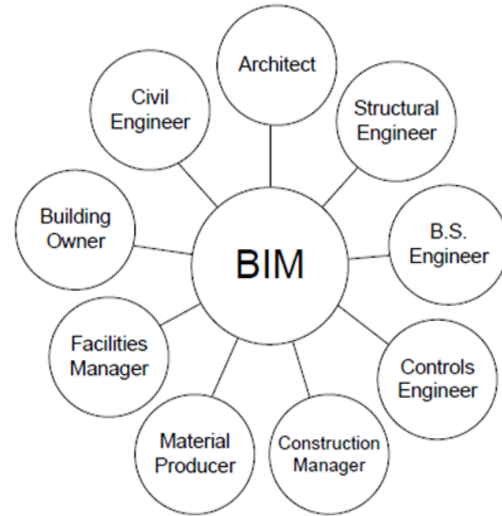 Architect
Structural
Engineer
B.S.
Engineer
Controls
Engineer
Construction
Manager
Material
Producer
Facilities
Manager
Building
Owner
Civil
Engineer
BIM